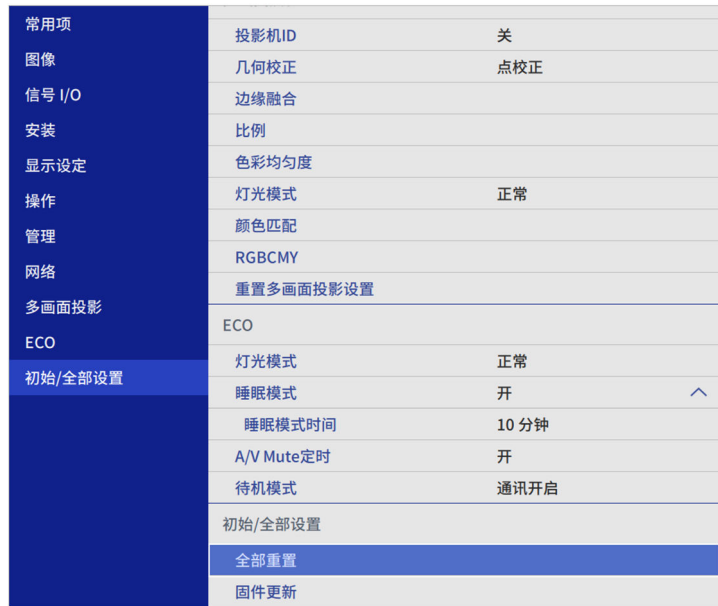 常用项
图像
信号 I/O
安装
显示设定
操作
管理
网络
多画面投影
ECO
初始/全部设置
投影机ID 关
几何校正 点校正
边缘融合
比例
色彩均匀度
灯光模式 正常
颜色匹配
RGBCMY
重置多画面投影设置
ECO
灯光模式 正常
睡眠模式 开
睡眠模式时间 10 分钟
A/V Mute定时 开
待机模式 通讯开启
初始/全部设置
全部重置
固件更新